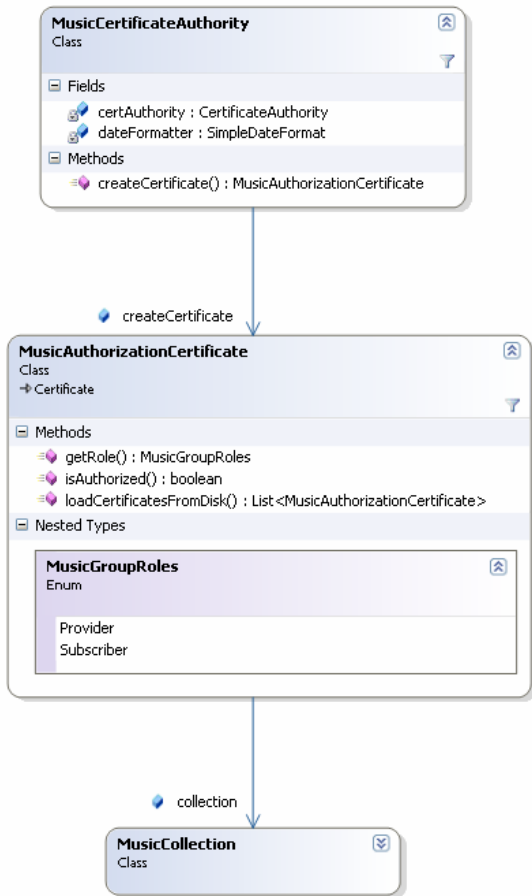 MusicCertificateAuthority
Class
Fields
certAuthority : CertificateAuthority
dateFormatter : SimpleDateFormat
Methods
createCertificate() : MusicAuthorizationCertificate
createCertificate
MusicAuthorizationCertificate
Class
Certificate
Methods
getRole() : MusicGroupRoles
isAuthorized() : boolean
loadCertificatesFromDisk() : List<MusicAuthorizationCertificate>
Nested Types
MusicGroupRoles
Enum
Provider
Subscriber
collection
MusicCollection
Class